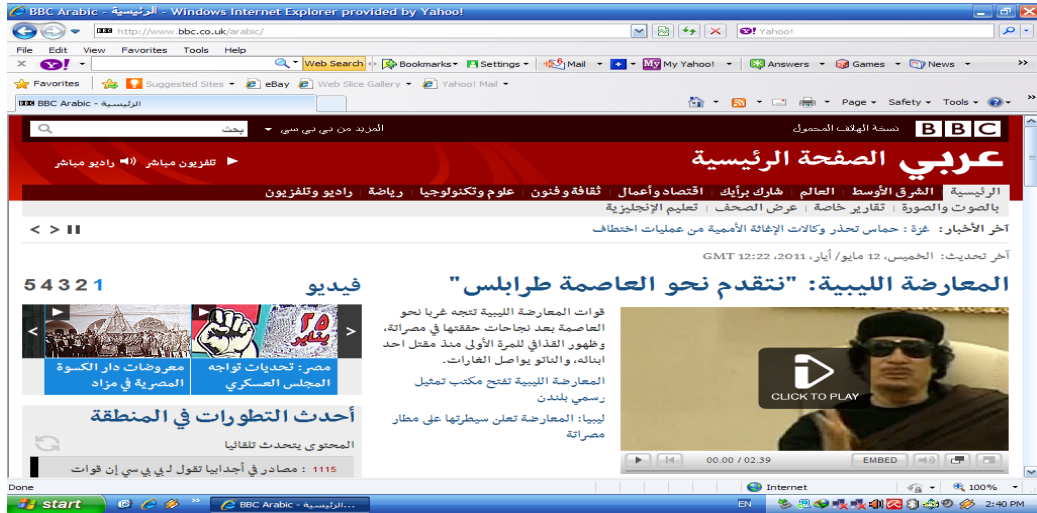 BBC Arabic - الرئيسية - Windows Internet Explorer provided by Yahoo!
http://www.bbc.co.uk/arabic/
Yahoo!
File Edit View Favorites Tools Help
Web Search Bookmarks Settings Mail My Yahoo! Answers Games News
Favorites Suggested Sites eBay Web Slice Gallery Yahoo! Mail
BBC Arabic - الرئيسية
Page Safety Tools
BBC نسخة الهاتف المحمول
المزيد من بي بي سي بحث
عربي الصفحة الرئيسية
تلفزيون مباشر راديو مباشر
الرئيسية الشرق الأوسط العالم شارك برأيك اقتصاد وأعمال ثقافة وفنون علوم وتكنولوجيا رياضة راديو وتلفزيون
بالصوت والصورة تقارير خاصة عرض الصحف تعليم الإنجليزية
آخر الأخبار: غزة : حماس تحذر وكالات الإغاثة الأممية من عمليات اختطاف
آخر تحديث: الخميس، 12 مايو/ أيار، 2011، 12:22 GMT
المعارضة الليبية: "نتقدم نحو العاصمة طرابلس"
CLICK TO PLAY
00.00 / 02.39 EMBED
قوات المعارضة الليبية تتجه غربا نحو
العاصمة بعد نجاحات حققتها في مصراتة،
وظهور القذافي للمرة الأولى منذ مقتل احد
ابنائه، والناتو يواصل الغارات.
المعارضة الليبية تفتح مكتب تمثيل
رسمي بلندن
ليبيا: المعارضة تعلن سيطرتها على مطار
مصراتة
فيديو
5 4 3 2 1
٢٥
يناير
مصر: تحديات تواجه
المجلس العسكري
معروضات دار الكسوة
المصرية في مزاد
أحدث التطورات في المنطقة
المحتوى يتحدث تلقائيا
1115 : مصادر في أجدابيا تقول لـ بي بي سي إن قوات
Done Internet 100%
start BBC Arabic - الرئيسية... EN 2:40 PM